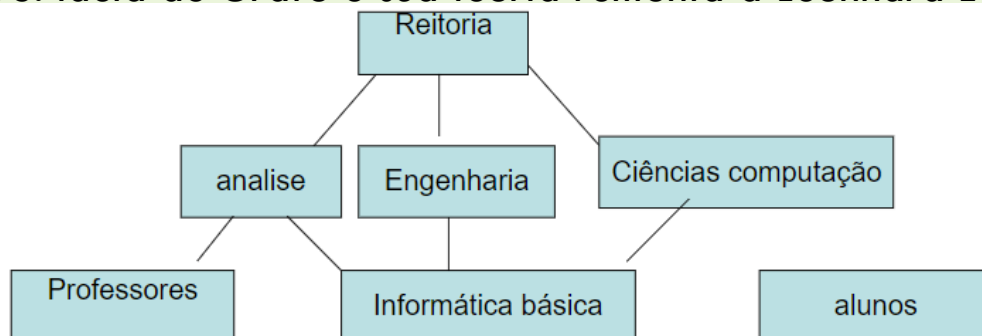 Reitoria
analise
Engenharia
Ciências computação
Professores
Informática básica
alunos